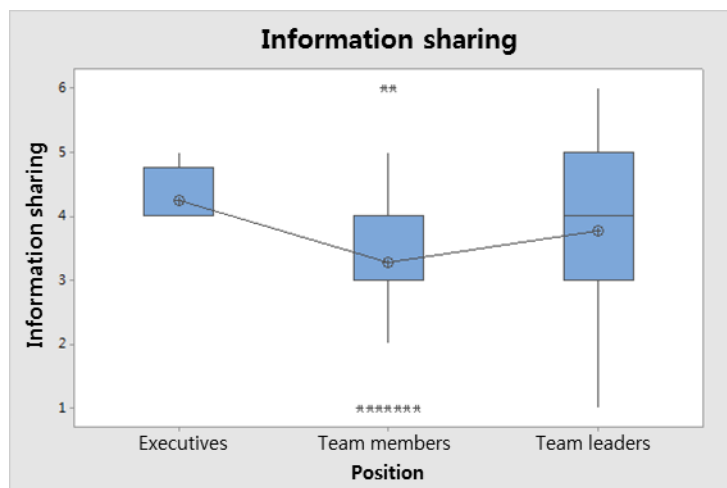 Information sharing
Information sharing
6
5
4
3
2
1
Executives Team members Team leaders
Position